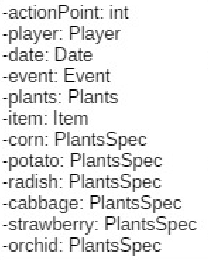 -actionPoint: int
-player: Player
-date: Date
-event: Event
-plants: Plants
-item: Item
-corn: PlantsSpec
-potato: PlantsSpec
-radish: PlantsSpec
-cabbage: PlantsSpec
-strawberry: PlantsSpec
-orchid: PlantsSpec